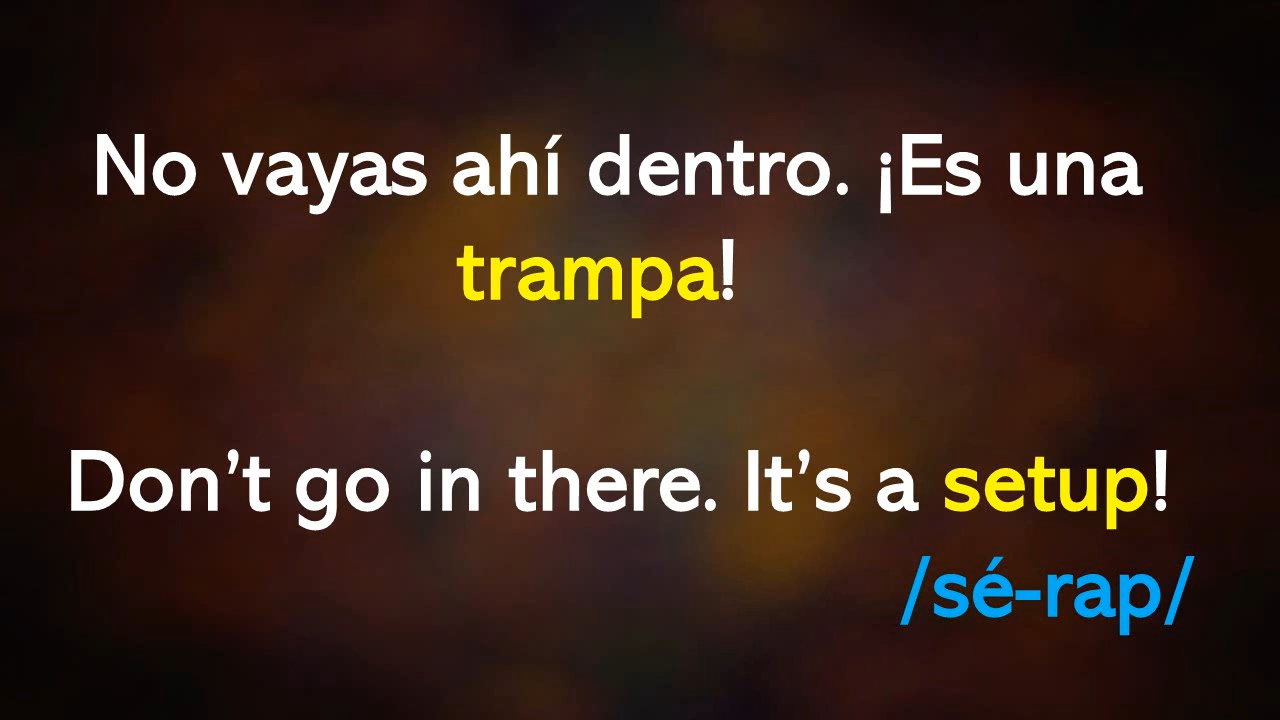 No vayas ahí dentro. ¡Es una
trampa!
Don’t go in there. It’s a setup!
/sé-rap/